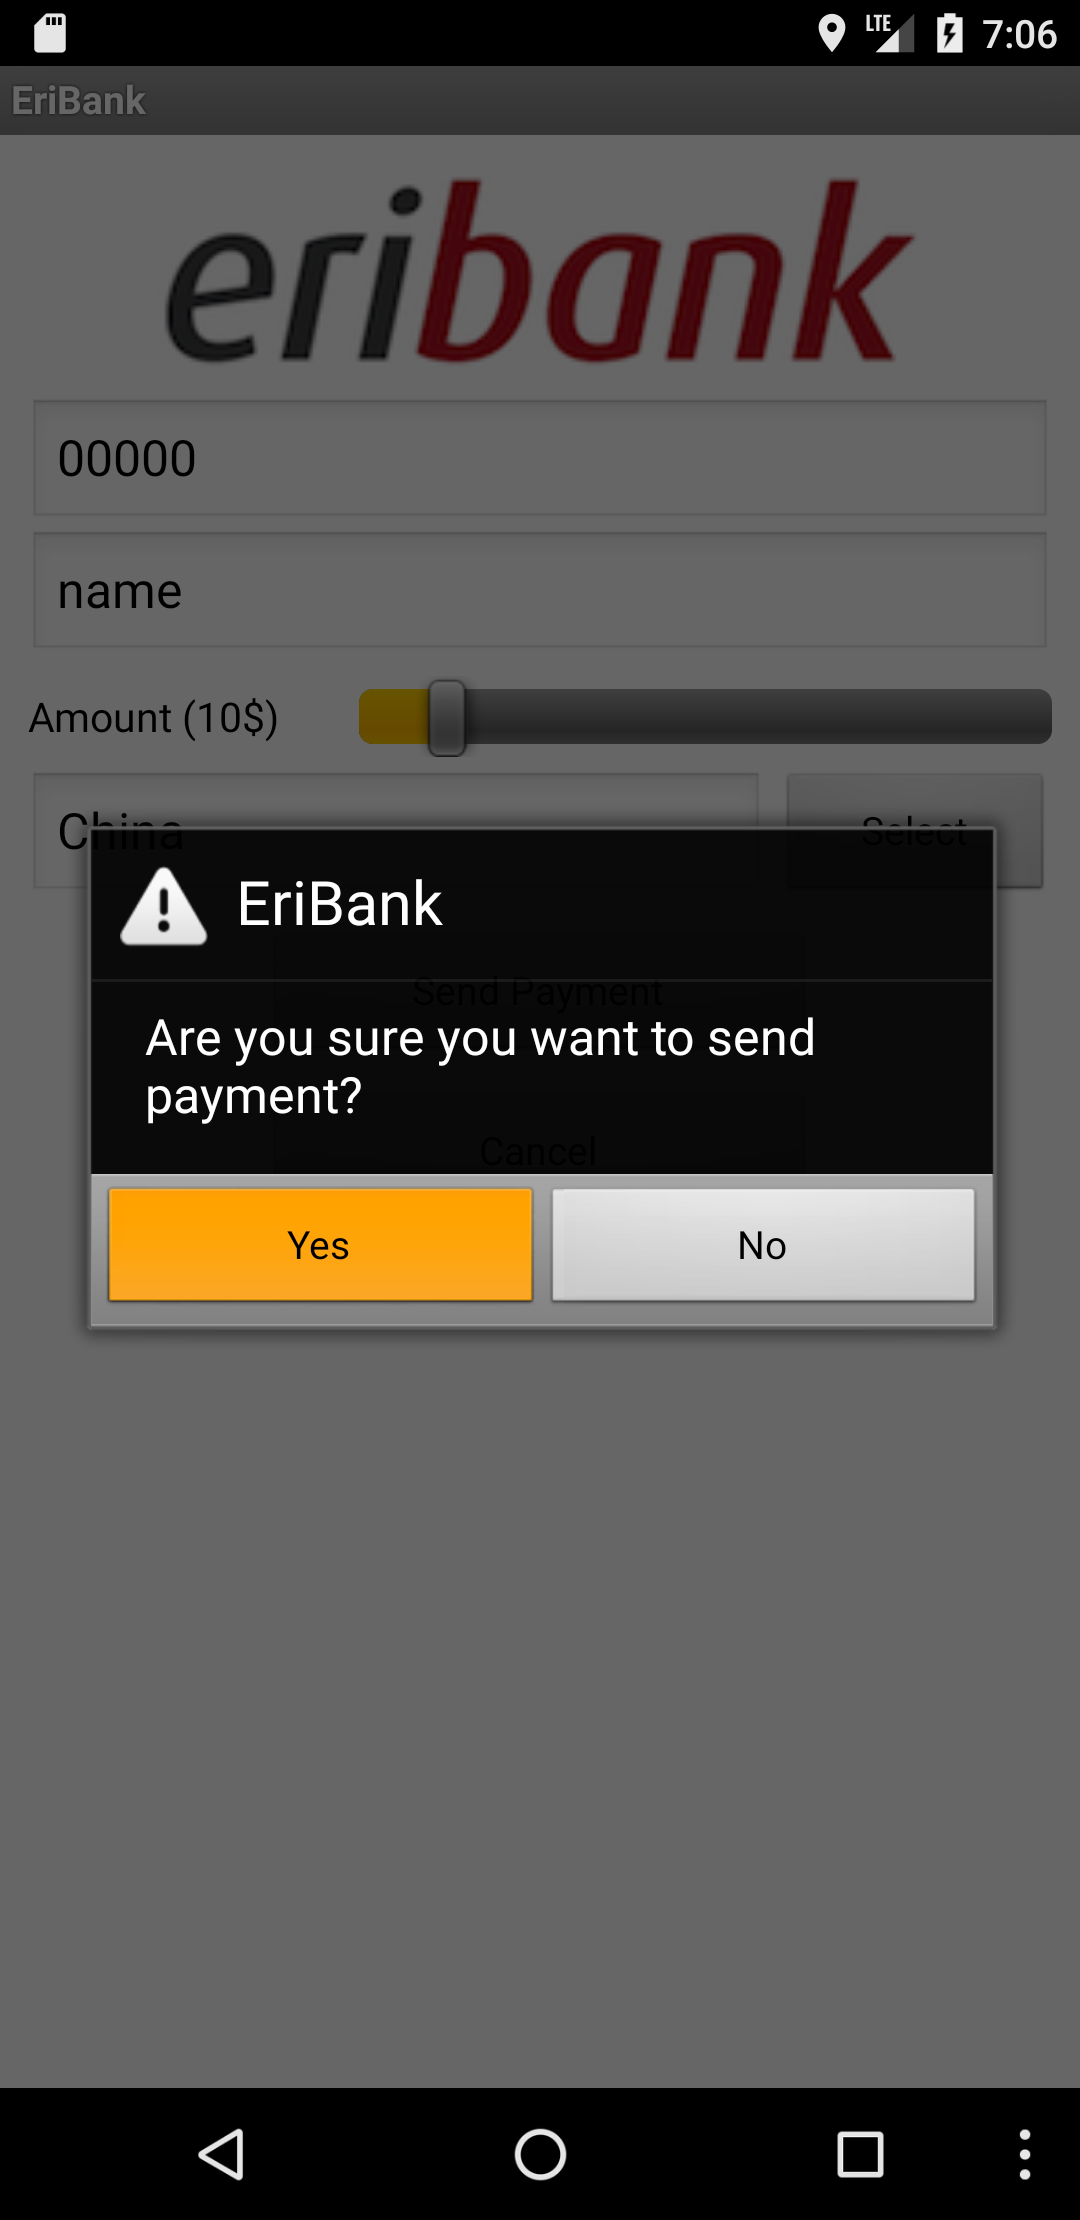 LTE 7:06
EriBank
eribank
00000
name
Amount (10$)
China
Select
EriBank
Send Payment
Are you sure you want to send
payment?
Cancel
Yes
No